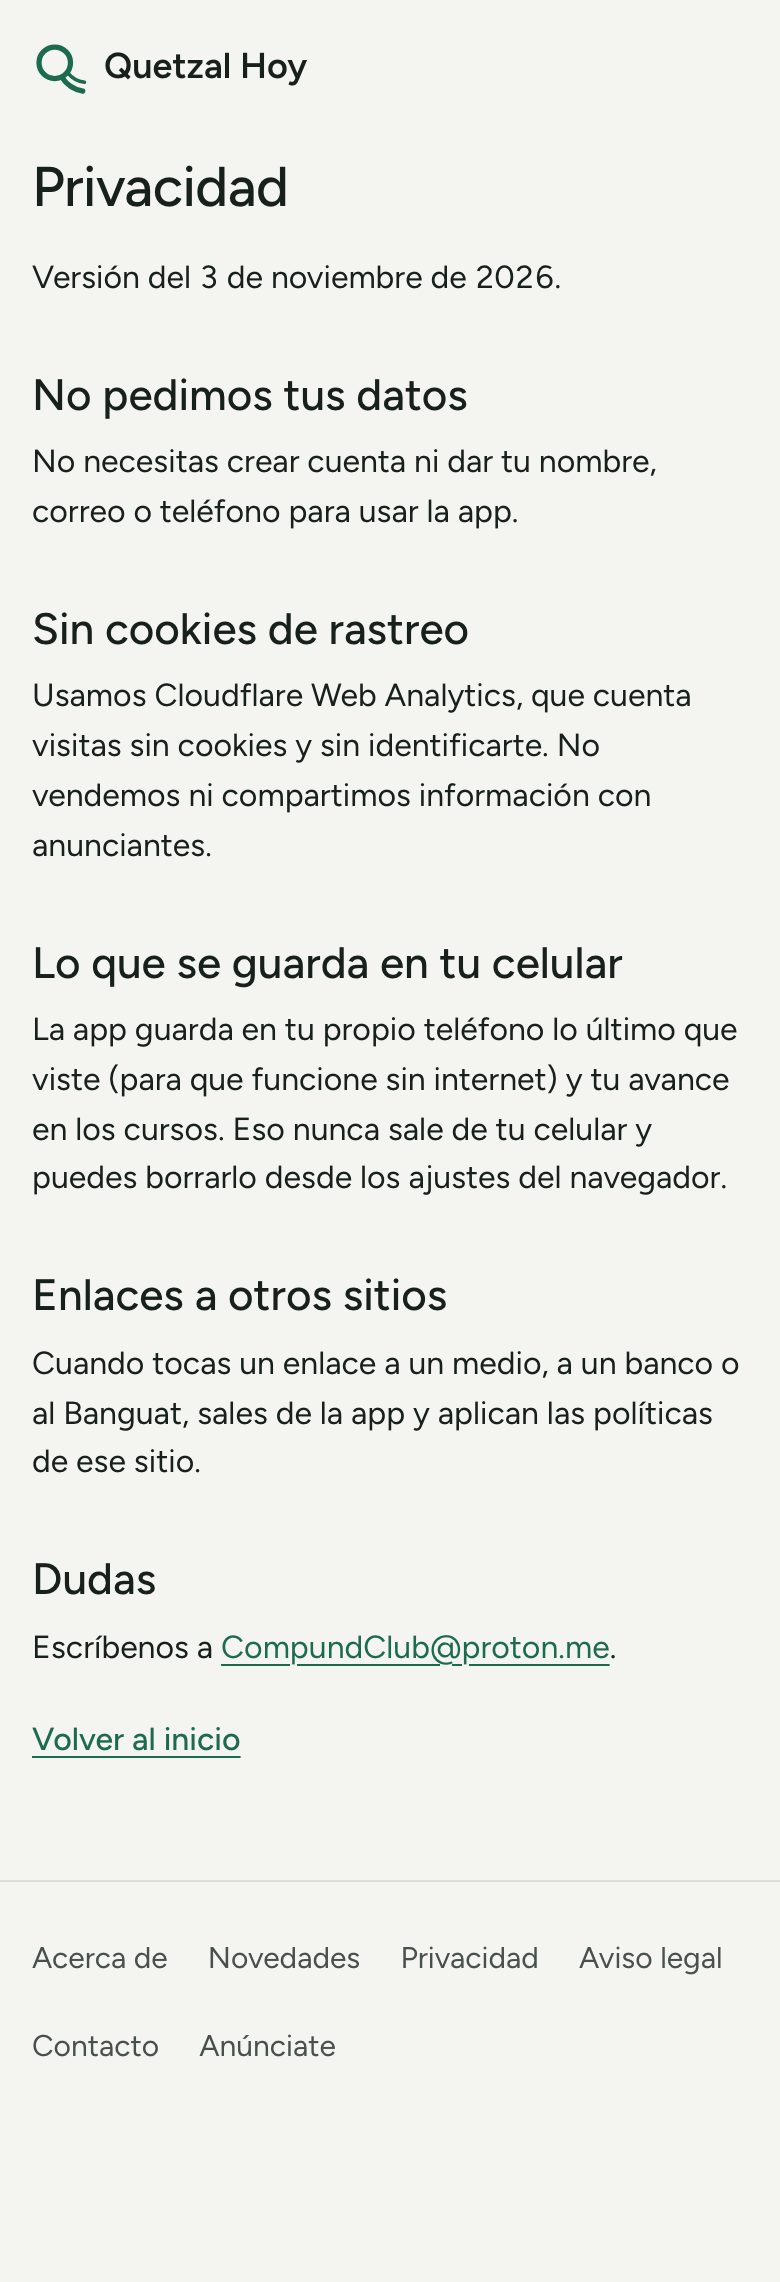 Quetzal Hoy
Privacidad
Versión del 3 de noviembre de 2026.
No pedimos tus datos
No necesitas crear cuenta ni dar tu nombre,
correo o teléfono para usar la app.
Sin cookies de rastreo
Usamos Cloudflare Web Analytics, que cuenta
visitas sin cookies y sin identificarte. No
vendemos ni compartimos información con
anunciantes.
Lo que se guarda en tu celular
La app guarda en tu propio teléfono lo último que
viste (para que funcione sin internet) y tu avance
en los cursos. Eso nunca sale de tu celular y
puedes borrarlo desde los ajustes del navegador.
Enlaces a otros sitios
Cuando tocas un enlace a un medio, a un banco o
al Banguat, sales de la app y aplican las políticas
de ese sitio.
Dudas
Escríbenos a CompundClub@proton.me.
Volver al inicio
Acerca de Novedades Privacidad Aviso legal
Contacto Anúnciate